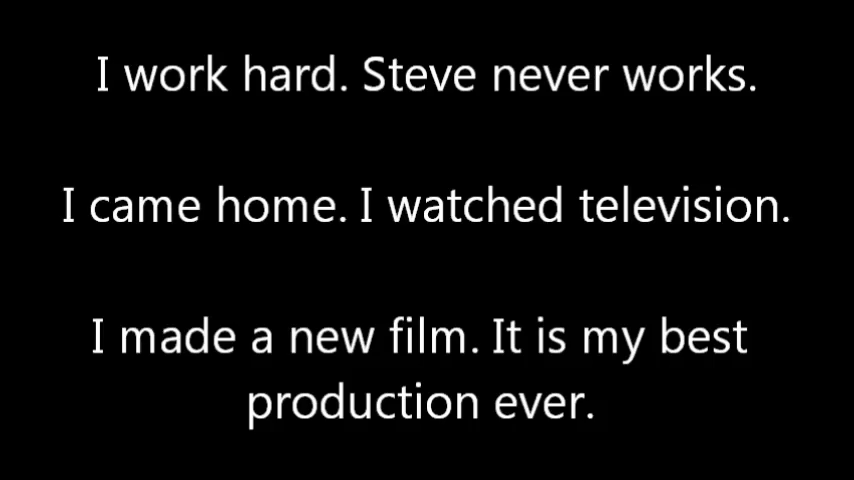 I work hard. Steve never works.
I came home. I watched television.
I made a new film. It is my best
production ever.